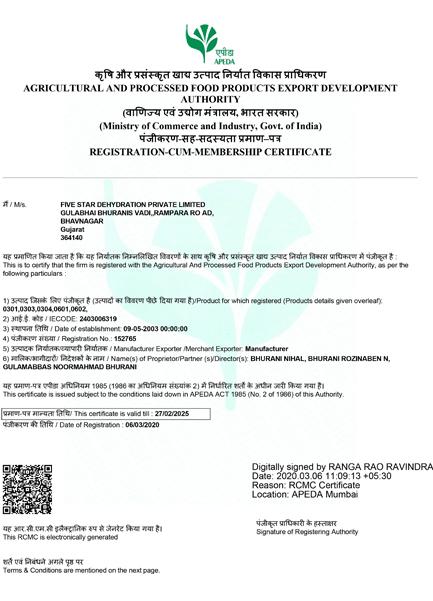 एपीडा
APEDA
कृषि और प्रसंस्कृत खाद्य उत्पाद निर्यात विकास प्राधिकरण
AGRICULTURAL AND PROCESSED FOOD PRODUCTS EXPORT DEVELOPMENT
AUTHORITY
(वाणिज्य एवं उद्योग मंत्रालय, भारत सरकार)
(Ministry of Commerce and Industry, Govt. of India)
पंजीकरण-सह-सदस्यता प्रमाण-पत्र
REGISTRATION-CUM-MEMBERSHIP CERTIFICATE
मैं / M/s. FIVE STAR DEHYDRATION PRIVATE LIMITED
GULABHAI BHURANIS VADI,,RAMPARA RO AD,
BHAVNAGAR
Gujarat
364140
यह प्रमाणित किया जाता है कि यह निर्यातक निम्नलिखित विवरणों के साथ कृषि और प्रसंस्कृत खाद्य उत्पाद निर्यात विकास प्राधिकरण में पंजीकृत है :
This is to certify that the firm is registered with the Agricultural And Processed Food Products Export Development Authority, as per the
following particulars :
1) उत्पाद जिसके लिए पंजीकृत है (उत्पादों का विवरण पीछे दिया गया है)/Product for which registered (Products details given overleaf):
0301,0303,0304,0601,0602,
2) आई.ई. कोड / IECODE: 2403006319
3) स्थापना तिथि / Date of establishment: 09-05-2003 00:00:00
4) पंजीकरण संख्या / Registration No.: 152765
5) उत्पादक निर्यातक/व्यापारी निर्यातक / Manufacturer Exporter /Merchant Exporter: Manufacturer
6) मालिक/भागीदारों/ निदेशकों के नाम / Name(s) of Proprietor/Partner (s)/Director(s): BHURANI NIHAL, BHURANI ROZINABEN N,
GULAMABBAS NOORMAHMAD BHURANI
यह प्रमाण-पत्र एपीडा अधिनियम 1985 (1986 का अधिनियम संख्यांक 2) में निर्धारित शर्तों के अधीन जारी किया गया है।
This certificate is issued subject to the conditions laid down in APEDA ACT 1985 (No. 2 of 1986) of this Authority.
प्रमाण-पत्र मान्यता तिथि/ This certificate is valid till : 27/02/2025
पंजीकरण की तिथि / Date of Registration : 06/03/2020
Digitally signed by RANGA RAO RAVINDRA
Date: 2020.03.06 11:09:13 +05:30
Reason: RCMC Certificate
Location: APEDA Mumbai
यह आर.सी.एम.सी इलैक्ट्रानिक रुप से जेनरेट किया गया है।
This RCMC is electronically generated
पंजीकृत प्राधिकारी के हस्ताक्षर
Signature of Registering Authority
शर्तें एवं निबंधने अगले पृष्ठ पर
Terms & Conditions are mentioned on the next page.